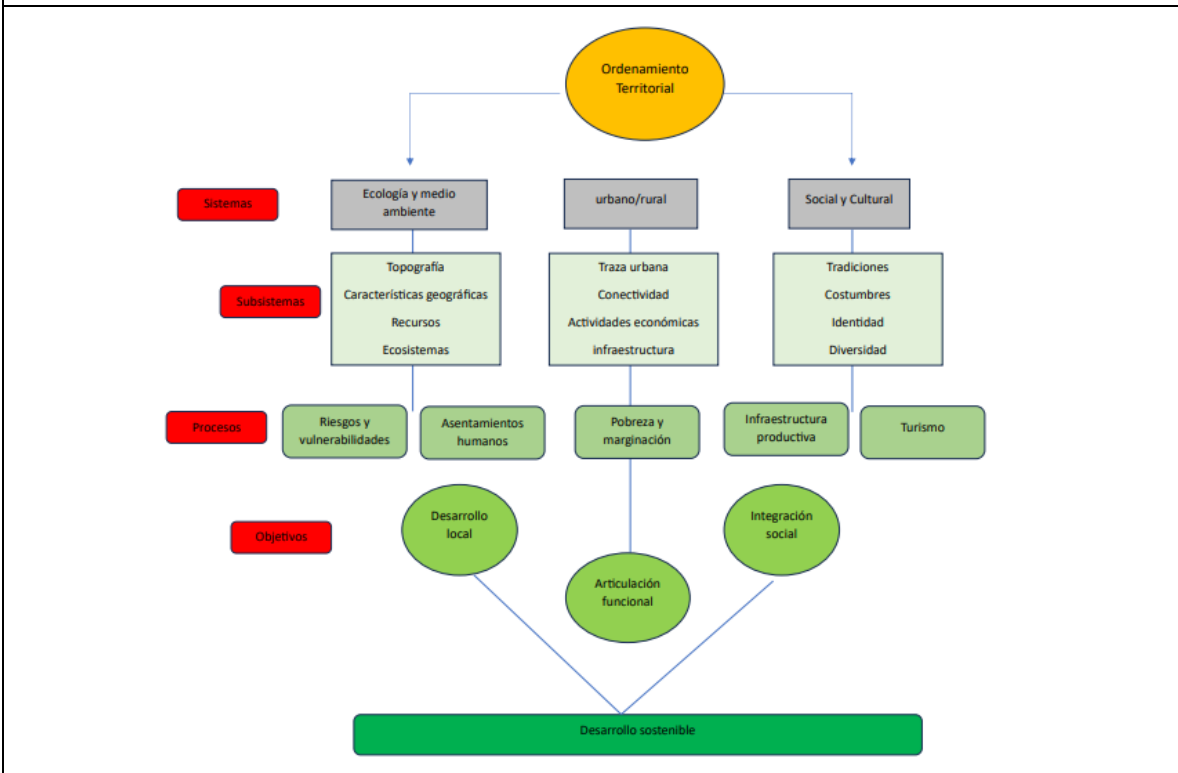 Ordenamiento
Territorial
Sistemas
Ecología y medio
ambiente
urbano/rural
Social y Cultural
Subsistemas
Topografía
Características geográficas
Recursos
Ecosistemas
Traza urbana
Conectividad
Actividades económicas
infraestructura
Tradiciones
Costumbres
Identidad
Diversidad
Procesos
Riesgos y
vulnerabilidades
Asentamientos
humanos
Pobreza y
marginación
Infraestructura
productiva
Turismo
Objetivos
Desarrollo
local
Articulación
funcional
Integración
social
Desarrollo sostenible